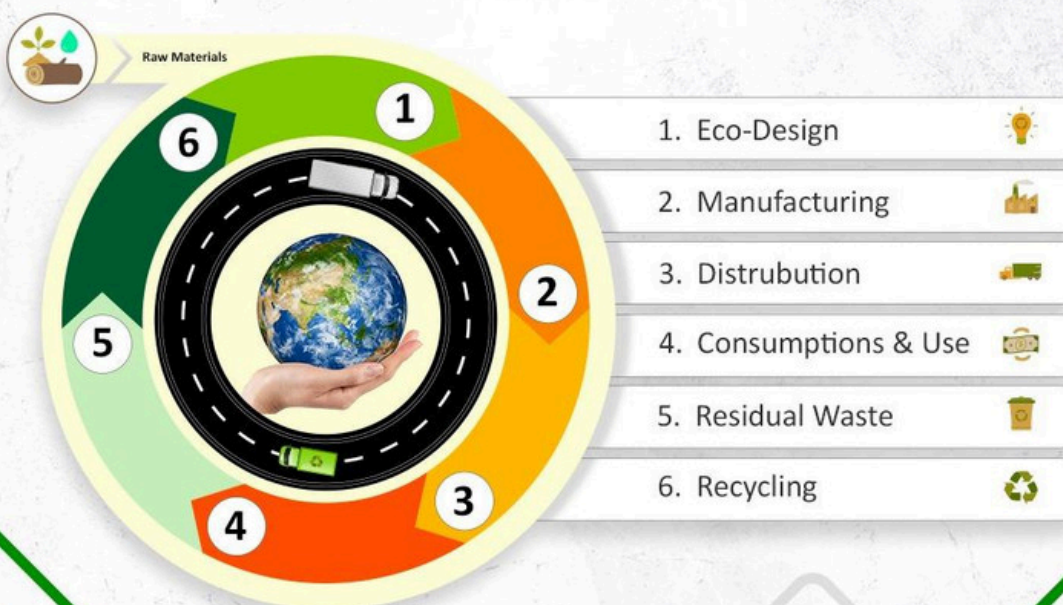 Raw Materials
1
2
3
4
5
6
1. Eco-Design
2. Manufacturing
3. Distrubution
4. Consumptions & Use
5. Residual Waste
6. Recycling